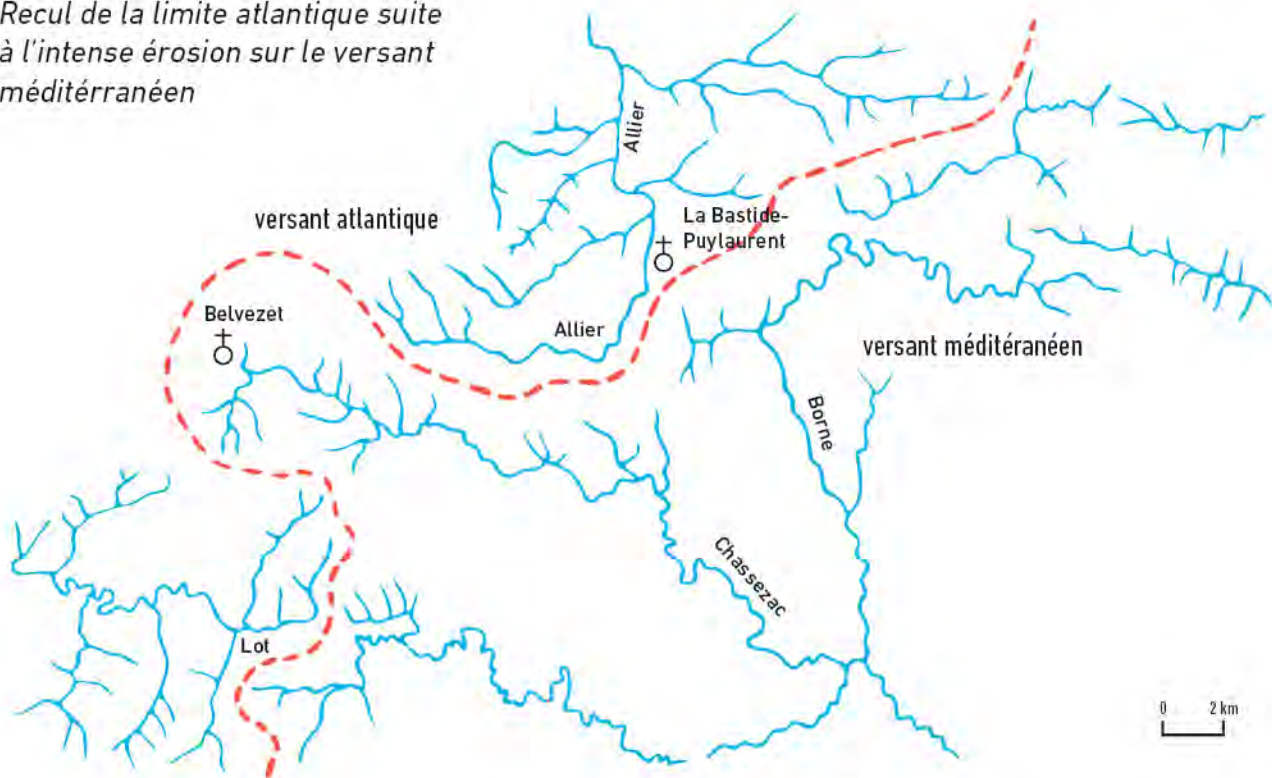 Recul de la limite atlantique suite
à l'intense érosion sur le versant
méditérranéen
Allier
versant atlantique
La Bastide-
Puylaurent
Belvezet
Allier
versant méditéranéen
Borne
Chassezac
Lot
0 2 km